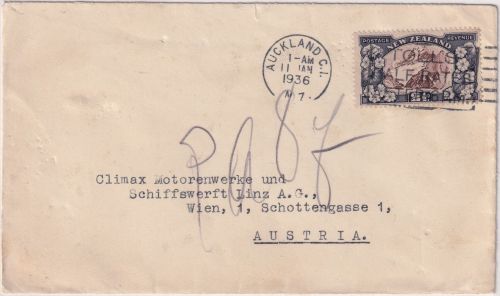 AUCKLAND C.1.
1-AM
11 JAN
1936
N.Z.
POSTAGE REVENUE
NEW ZEALAND
Climax Motorenwerke und
Schiffswerft Linz A.G.,
Wien, 1, Schottengasse 1,
AUSTRIA.